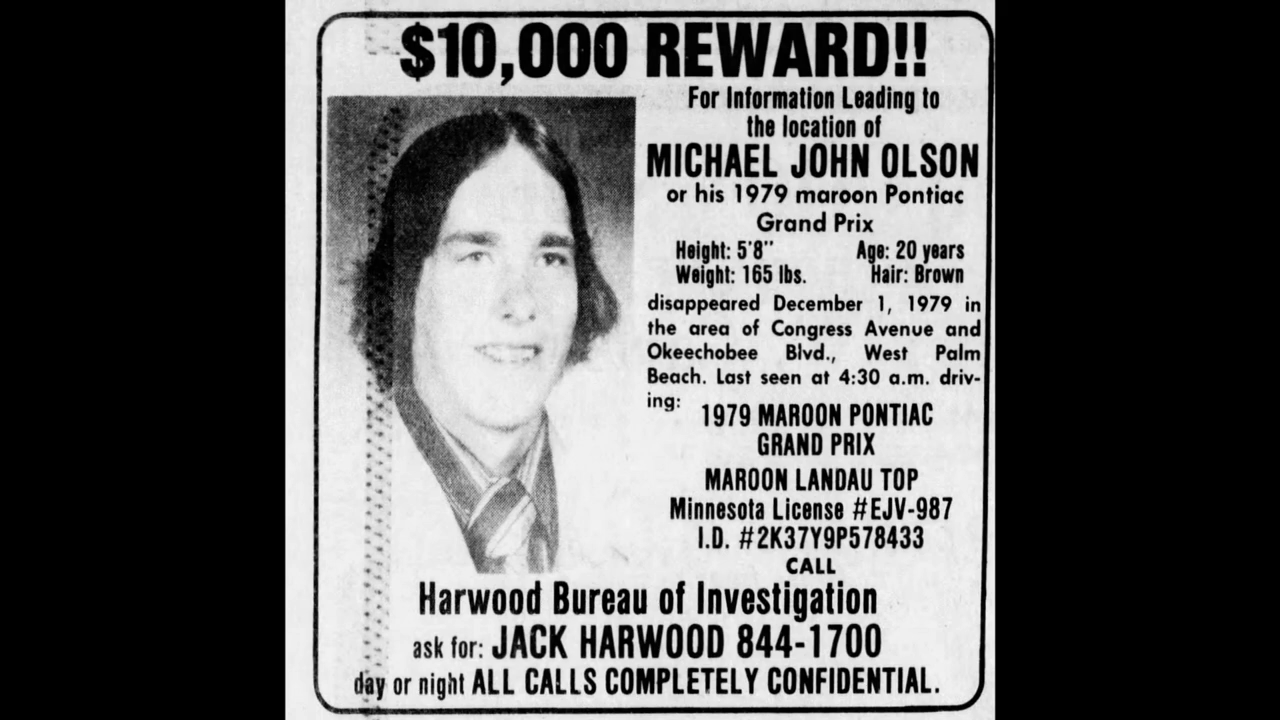 $10,000 REWARD!!
For Information Leading to
the location of
MICHAEL JOHN OLSON
or his 1979 maroon Pontiac
Grand Prix
Height: 5'8" Age: 20 years
Weight: 165 lbs. Hair: Brown
disappeared December 1, 1979 in
the area of Congress Avenue and
Okeechobee Blvd., West Palm
Beach. Last seen at 4:30 a.m. driv-
ing:
1979 MAROON PONTIAC
GRAND PRIX
MAROON LANDAU TOP
Minnesota License #EJV-987
I.D. #2K37Y9P578433
CALL
Harwood Bureau of Investigation
ask for: JACK HARWOOD 844-1700
day or night ALL CALLS COMPLETELY CONFIDENTIAL.